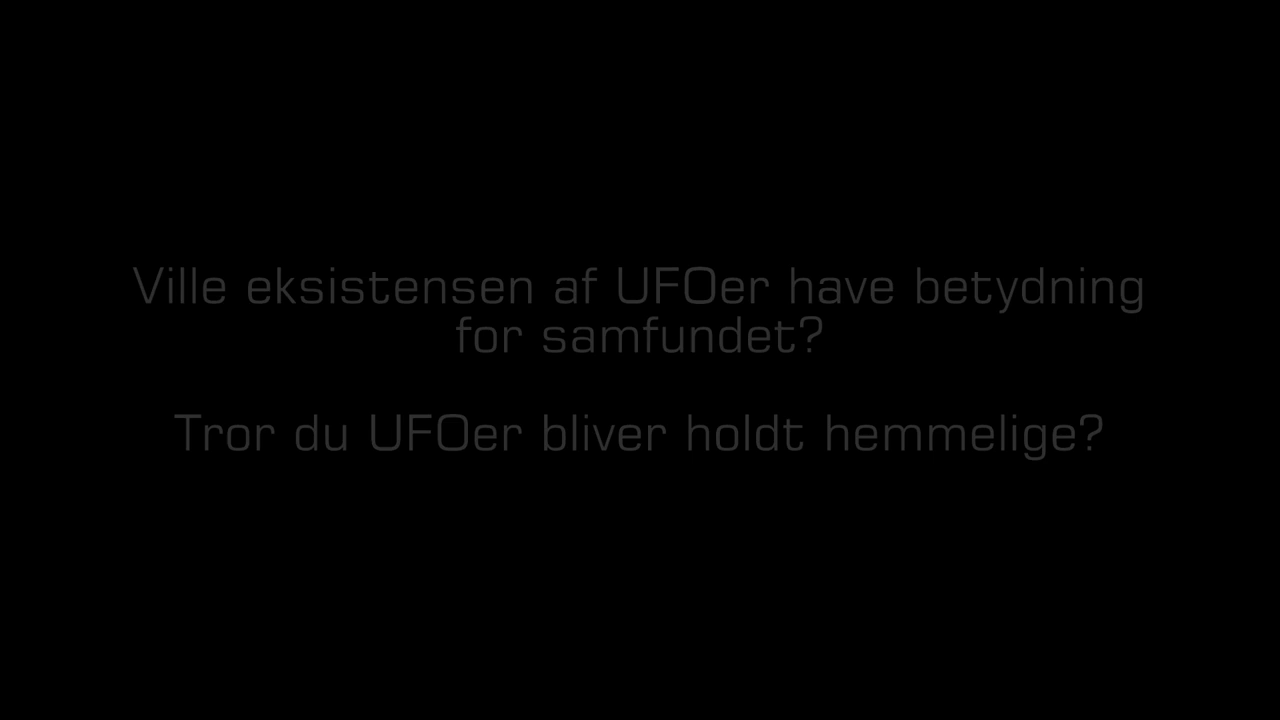 Ville eksistensen af UFOer have betydning
for samfundet?
Tror du UFOer bliver holdt hemmelige?